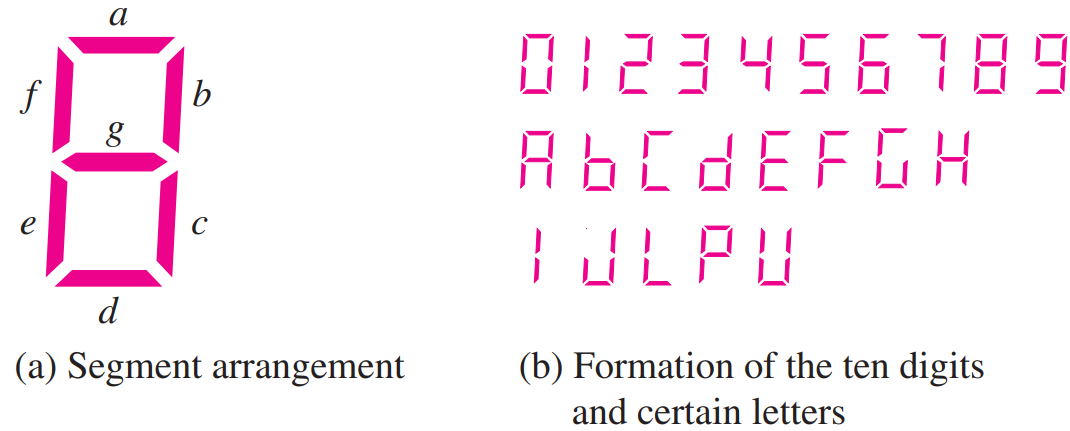 a
f
b
g
e
c
d
(a) Segment arrangement
0 1 2 3 4 5 6 7 8 9
A b C d E F G H
I J L P U
(b) Formation of the ten digits
and certain letters